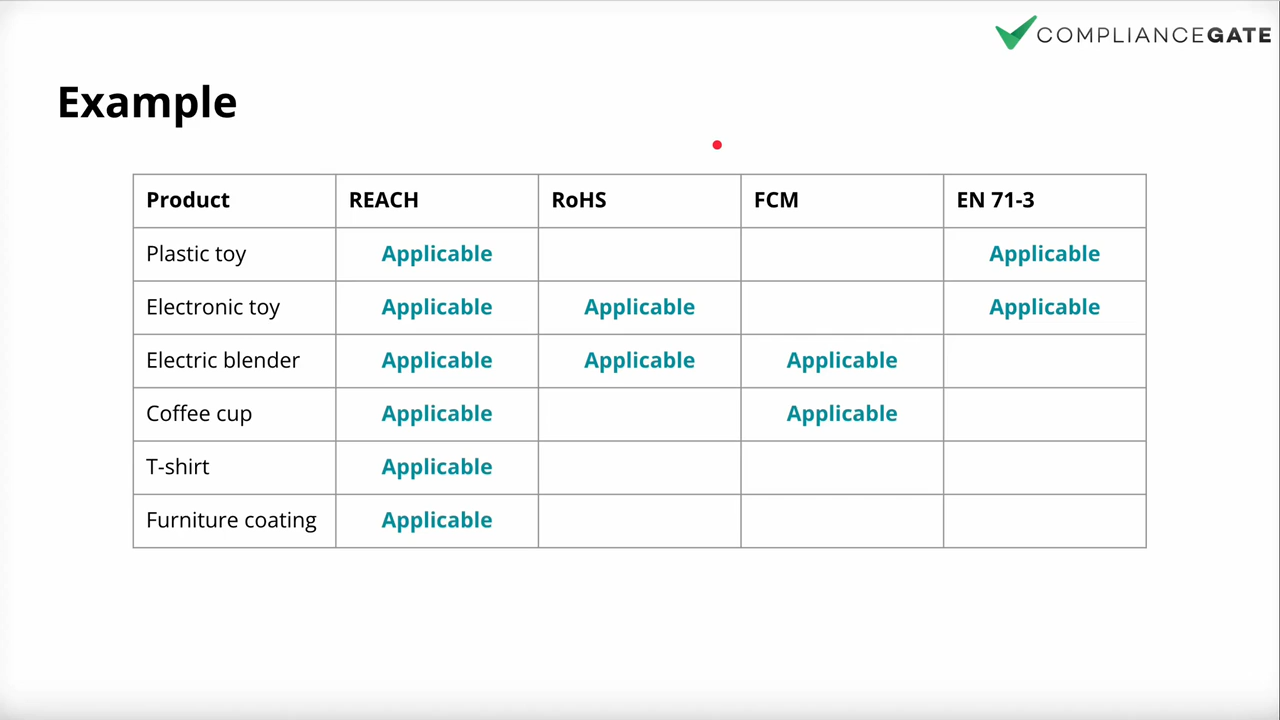 COMPLIANCEGATE
Example
Product REACH RoHS FCM EN 71-3
Plastic toy Applicable Applicable
Electronic toy Applicable Applicable Applicable
Electric blender Applicable Applicable Applicable
Coffee cup Applicable Applicable
T-shirt Applicable
Furniture coating Applicable